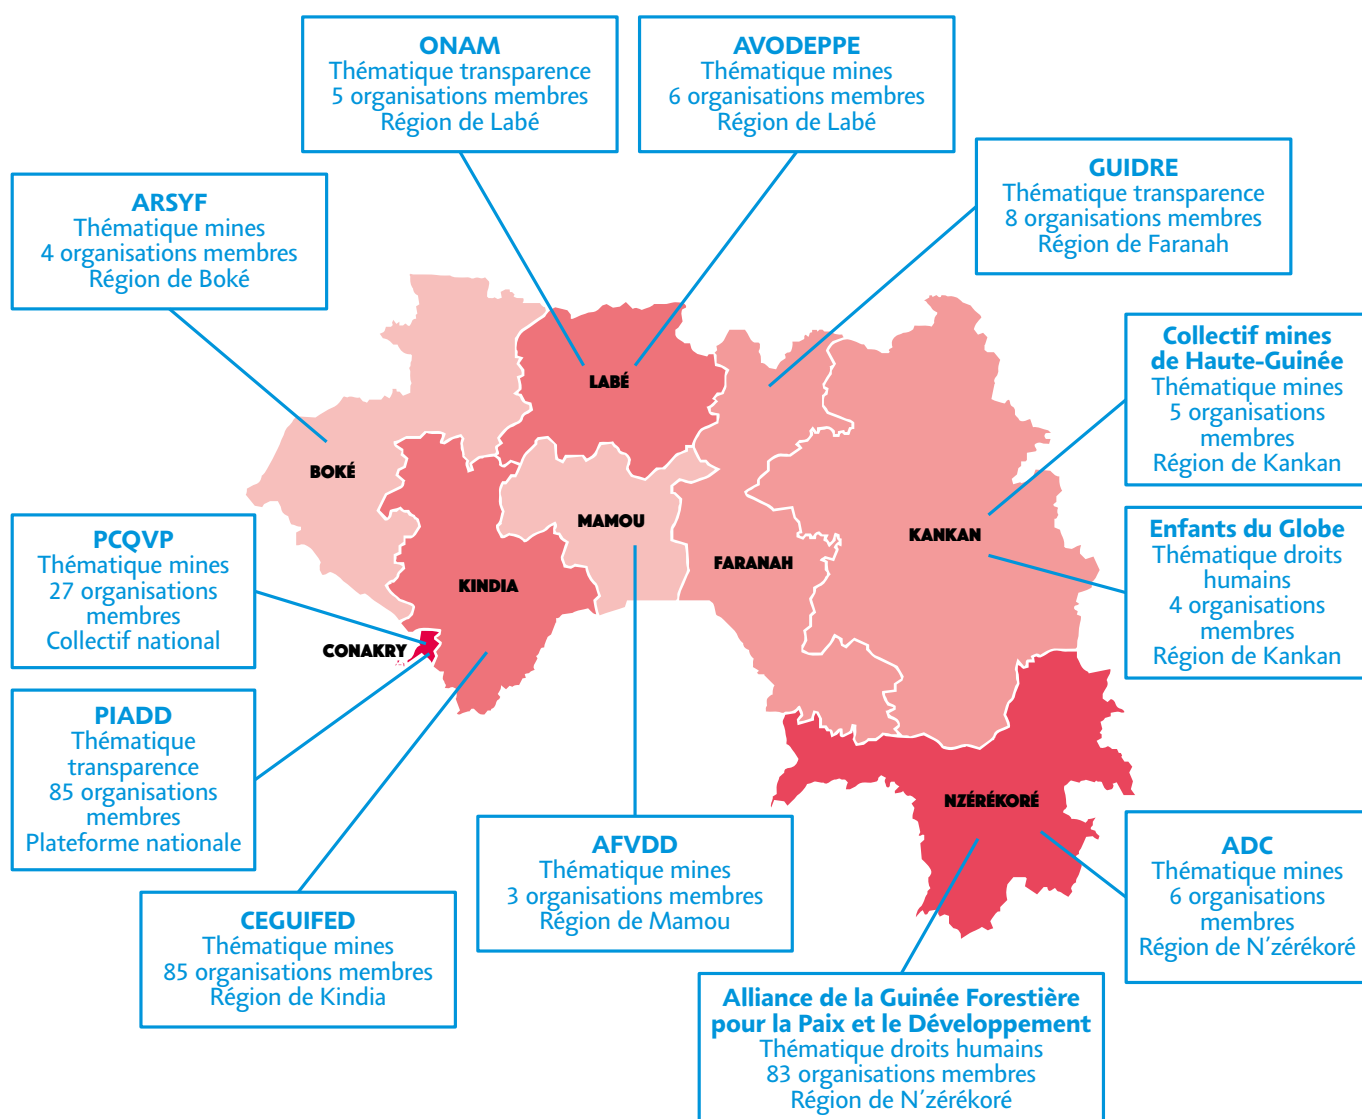 ONAM
Thématique transparence
5 organisations membres
Région de Labé
AVODEPPE
Thématique mines
6 organisations membres
Région de Labé
GUIDRE
Thématique transparence
8 organisations membres
Région de Faranah
ARSYF
Thématique mines
4 organisations membres
Région de Boké
Collectif mines
de Haute-Guinée
Thématique mines
5 organisations
membres
Région de Kankan
LABÉ
BOKÉ
MAMOU
KANKAN
FARANAH
KINDIA
CONAKRY
NZÉRÉKORÉ
PCQVP
Thématique mines
27 organisations
membres
Collectif national
Enfants du Globe
Thématique droits
humains
4 organisations
membres
Région de Kankan
PIADD
Thématique
transparence
85 organisations
membres
Plateforme nationale
AFVDD
Thématique mines
3 organisations membres
Région de Mamou
ADC
Thématique mines
6 organisations
membres
Région de N’zérékoré
CEGUIFED
Thématique mines
85 organisations membres
Région de Kindia
Alliance de la Guinée Forestière
pour la Paix et le Développement
Thématique droits humains
83 organisations membres
Région de N’zérékoré